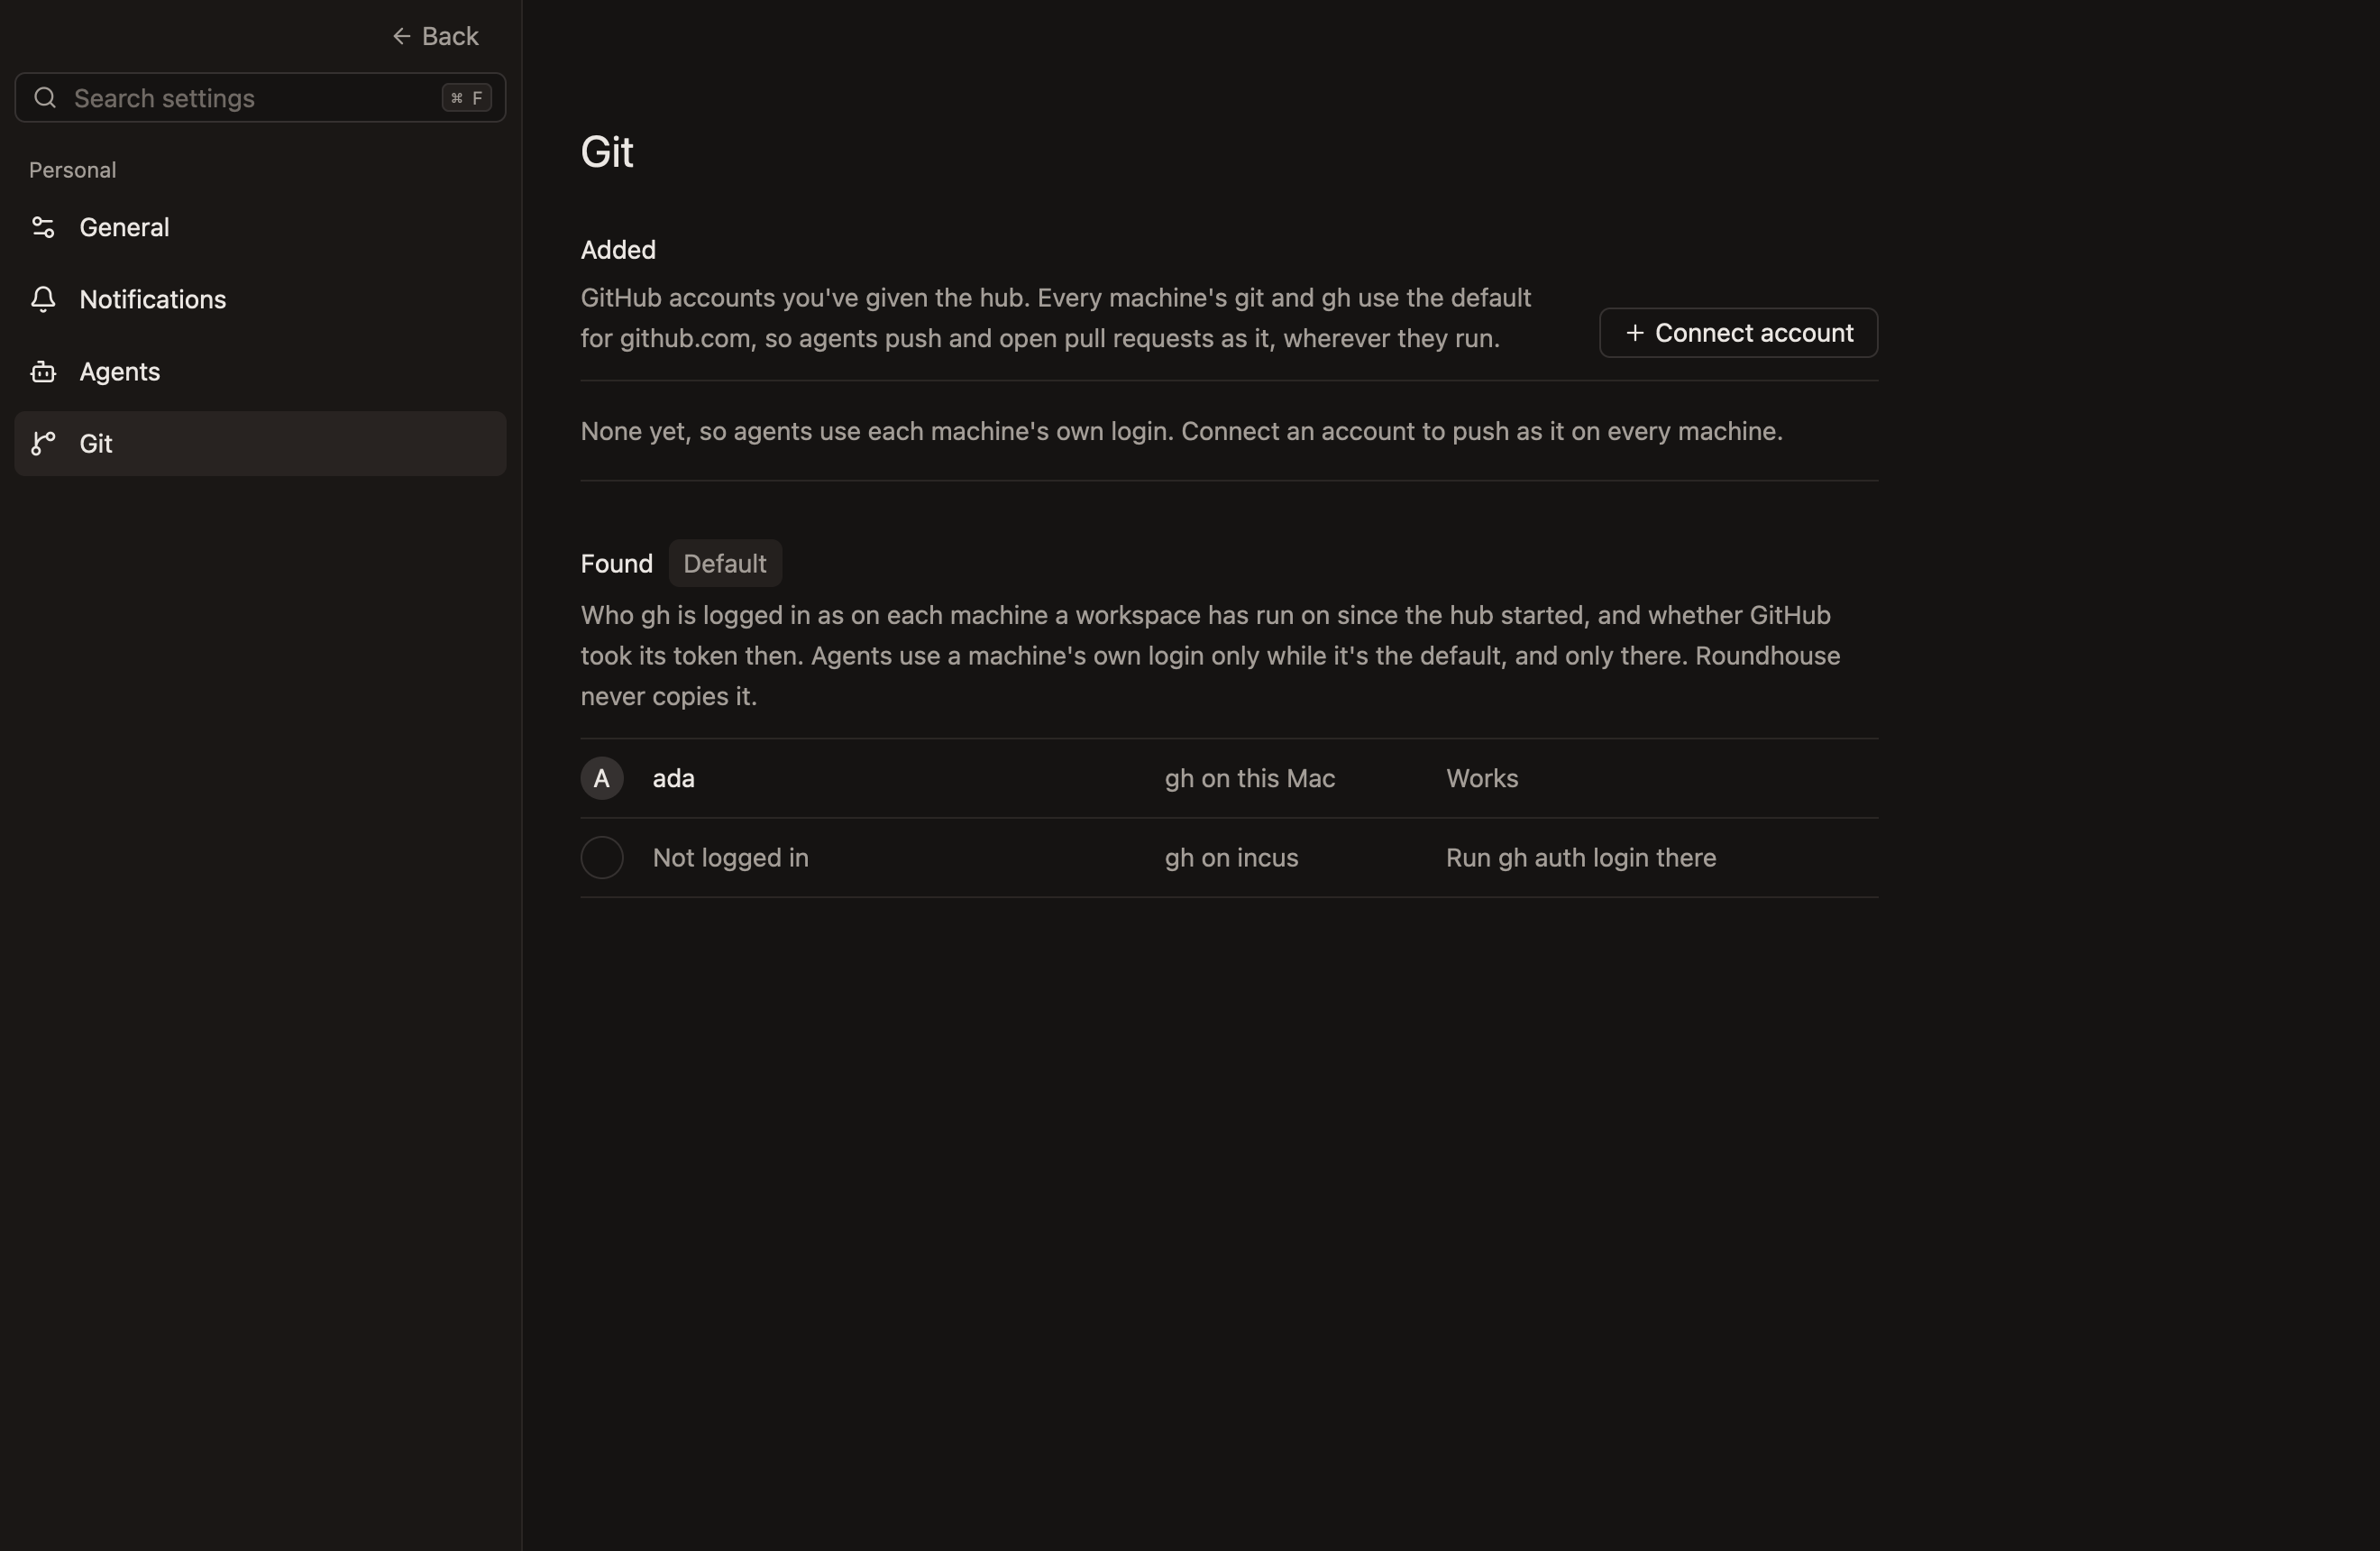 Back
Search settings
⌘ F
Personal
General
Notifications
Agents
Git
Git
Added
GitHub accounts you've given the hub. Every machine's git and gh use the default
for github.com, so agents push and open pull requests as it, wherever they run.
Connect account
None yet, so agents use each machine's own login. Connect an account to push as it on every machine.
Found Default
Who gh is logged in as on each machine a workspace has run on since the hub started, and whether GitHub
took its token then. Agents use a machine's own login only while it's the default, and only there. Roundhouse
never copies it.
A ada gh on this Mac Works
Not logged in gh on incus Run gh auth login there